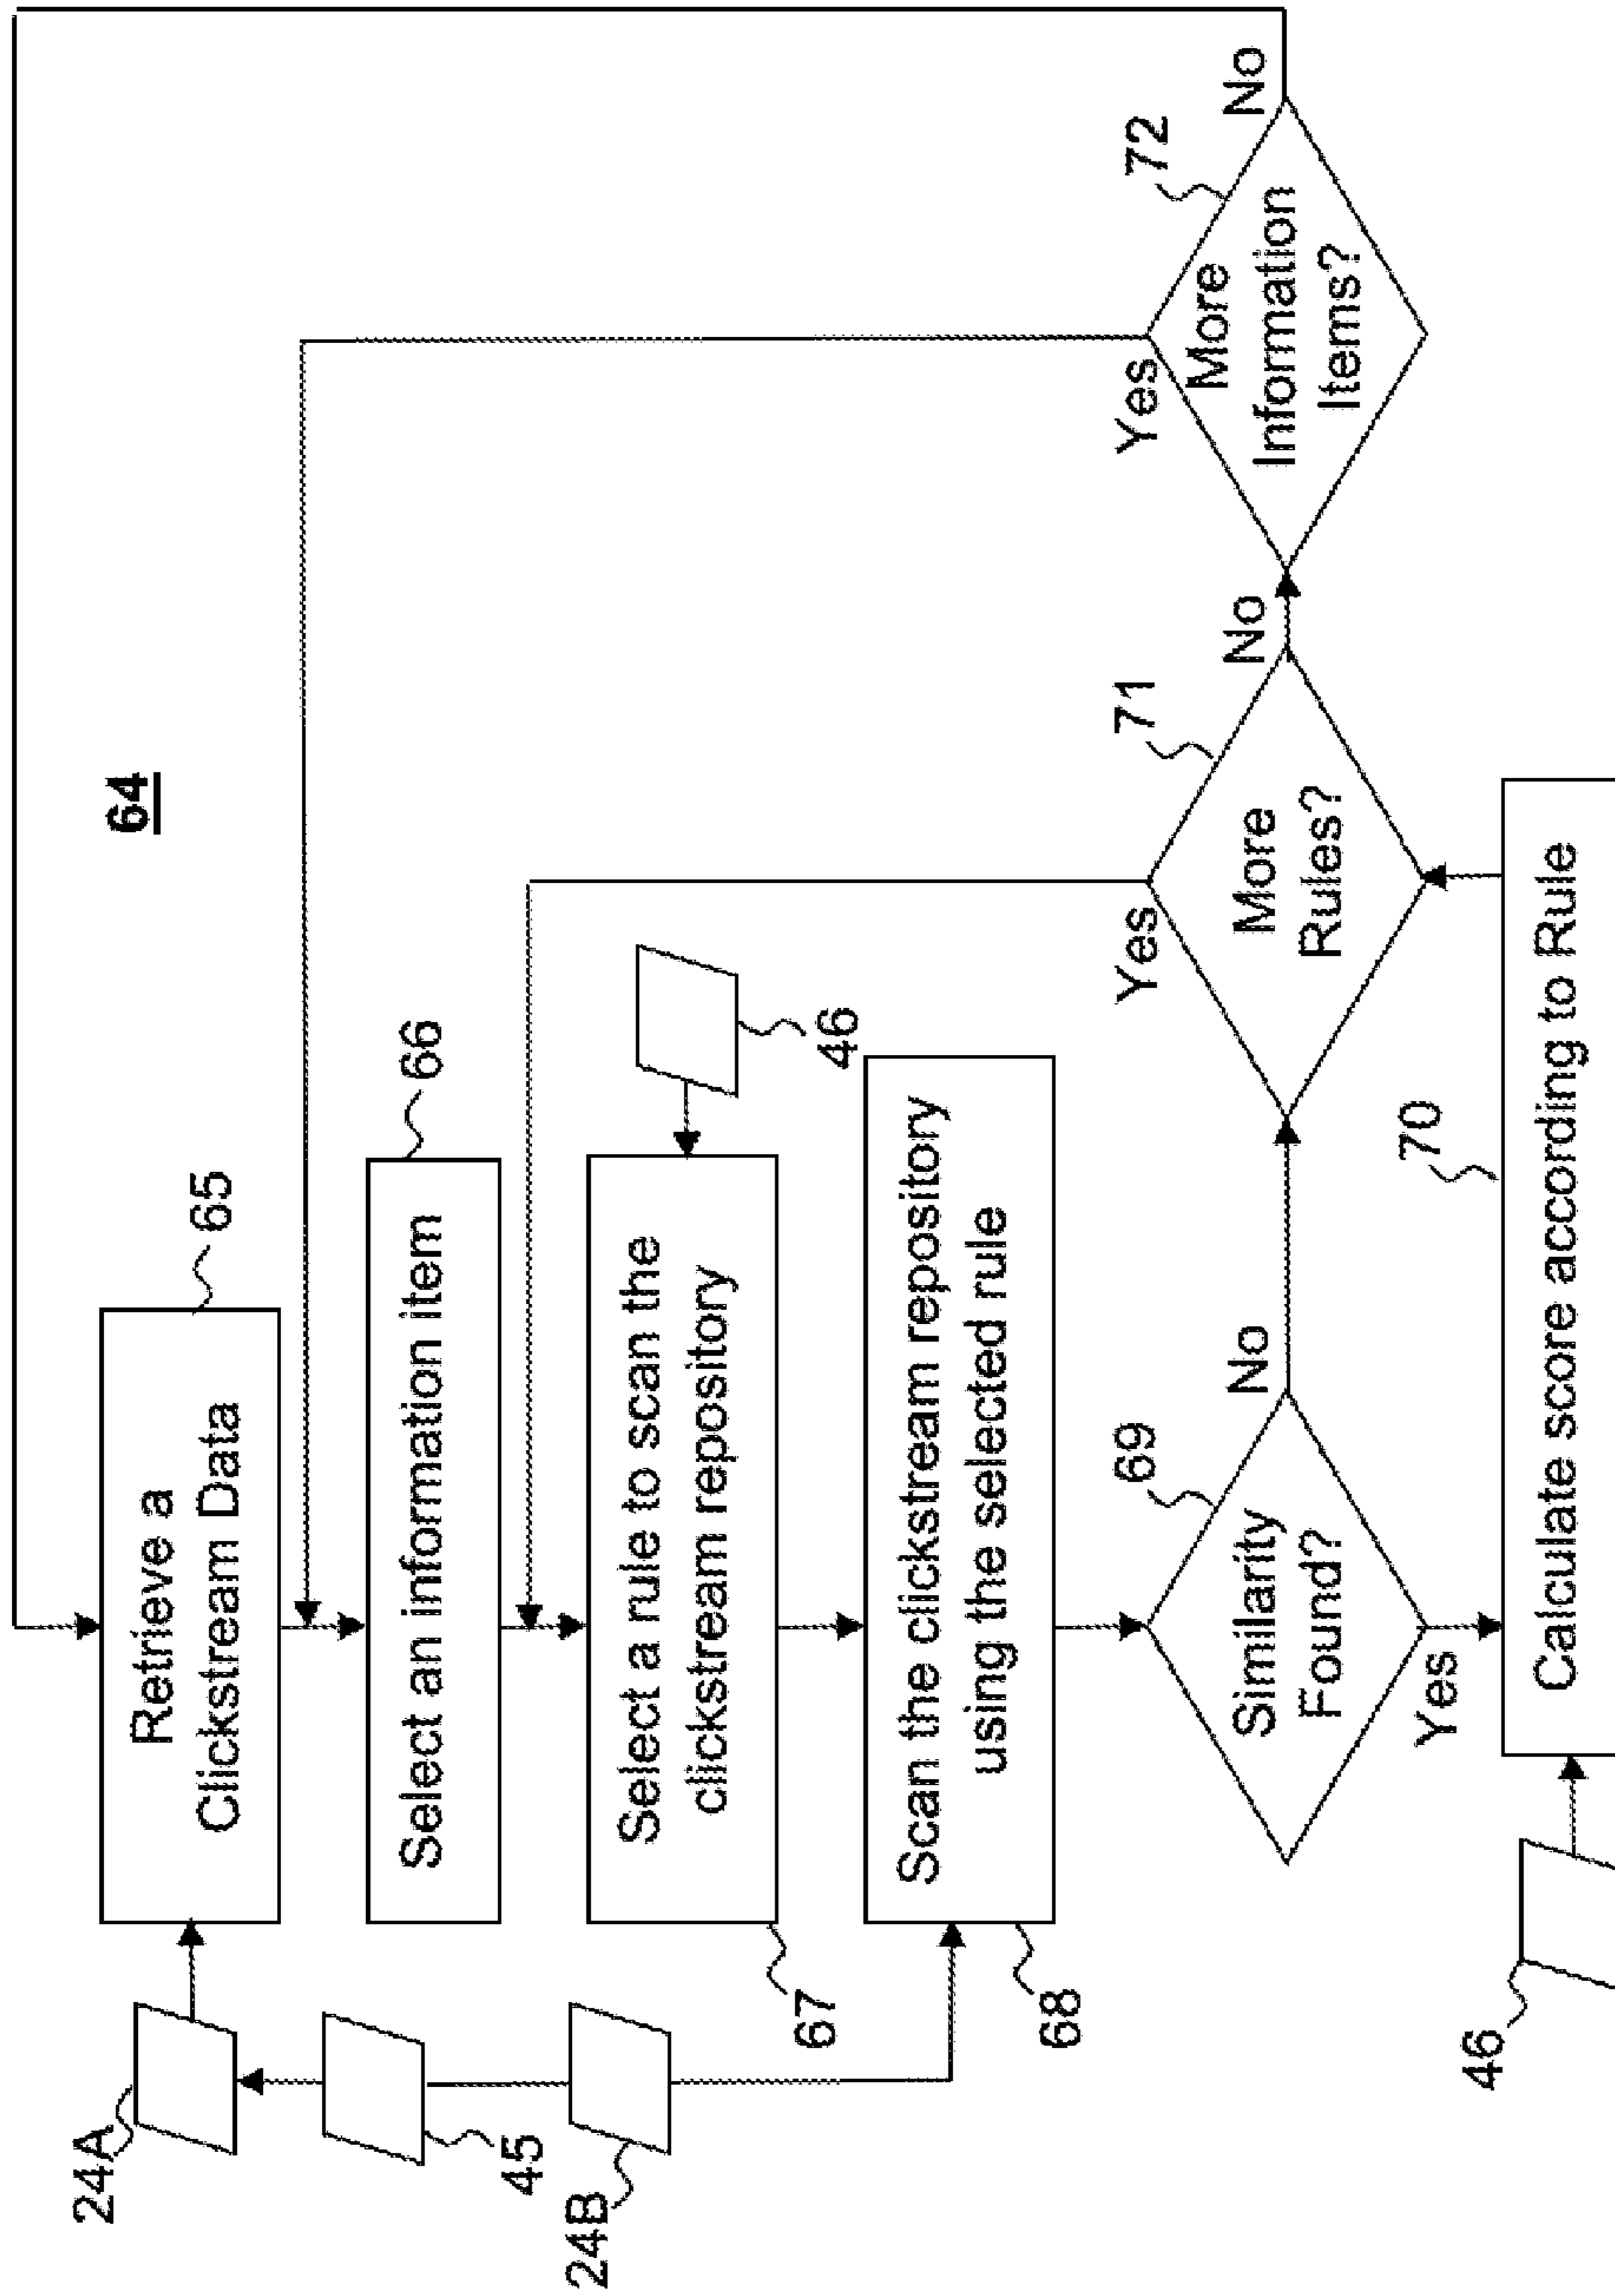 64
24A
Retrieve a
Clickstream Data
65
45
Select an information item
66
24B
67
Select a rule to scan the
clickstream repository
46
68
Scan the clickstream repository
using the selected rule
69
Similarity
Found?
No
Yes
71
More
Rules?
Yes
No
72
More
Information
Items?
Yes
No
46
70
Calculate score according to Rule